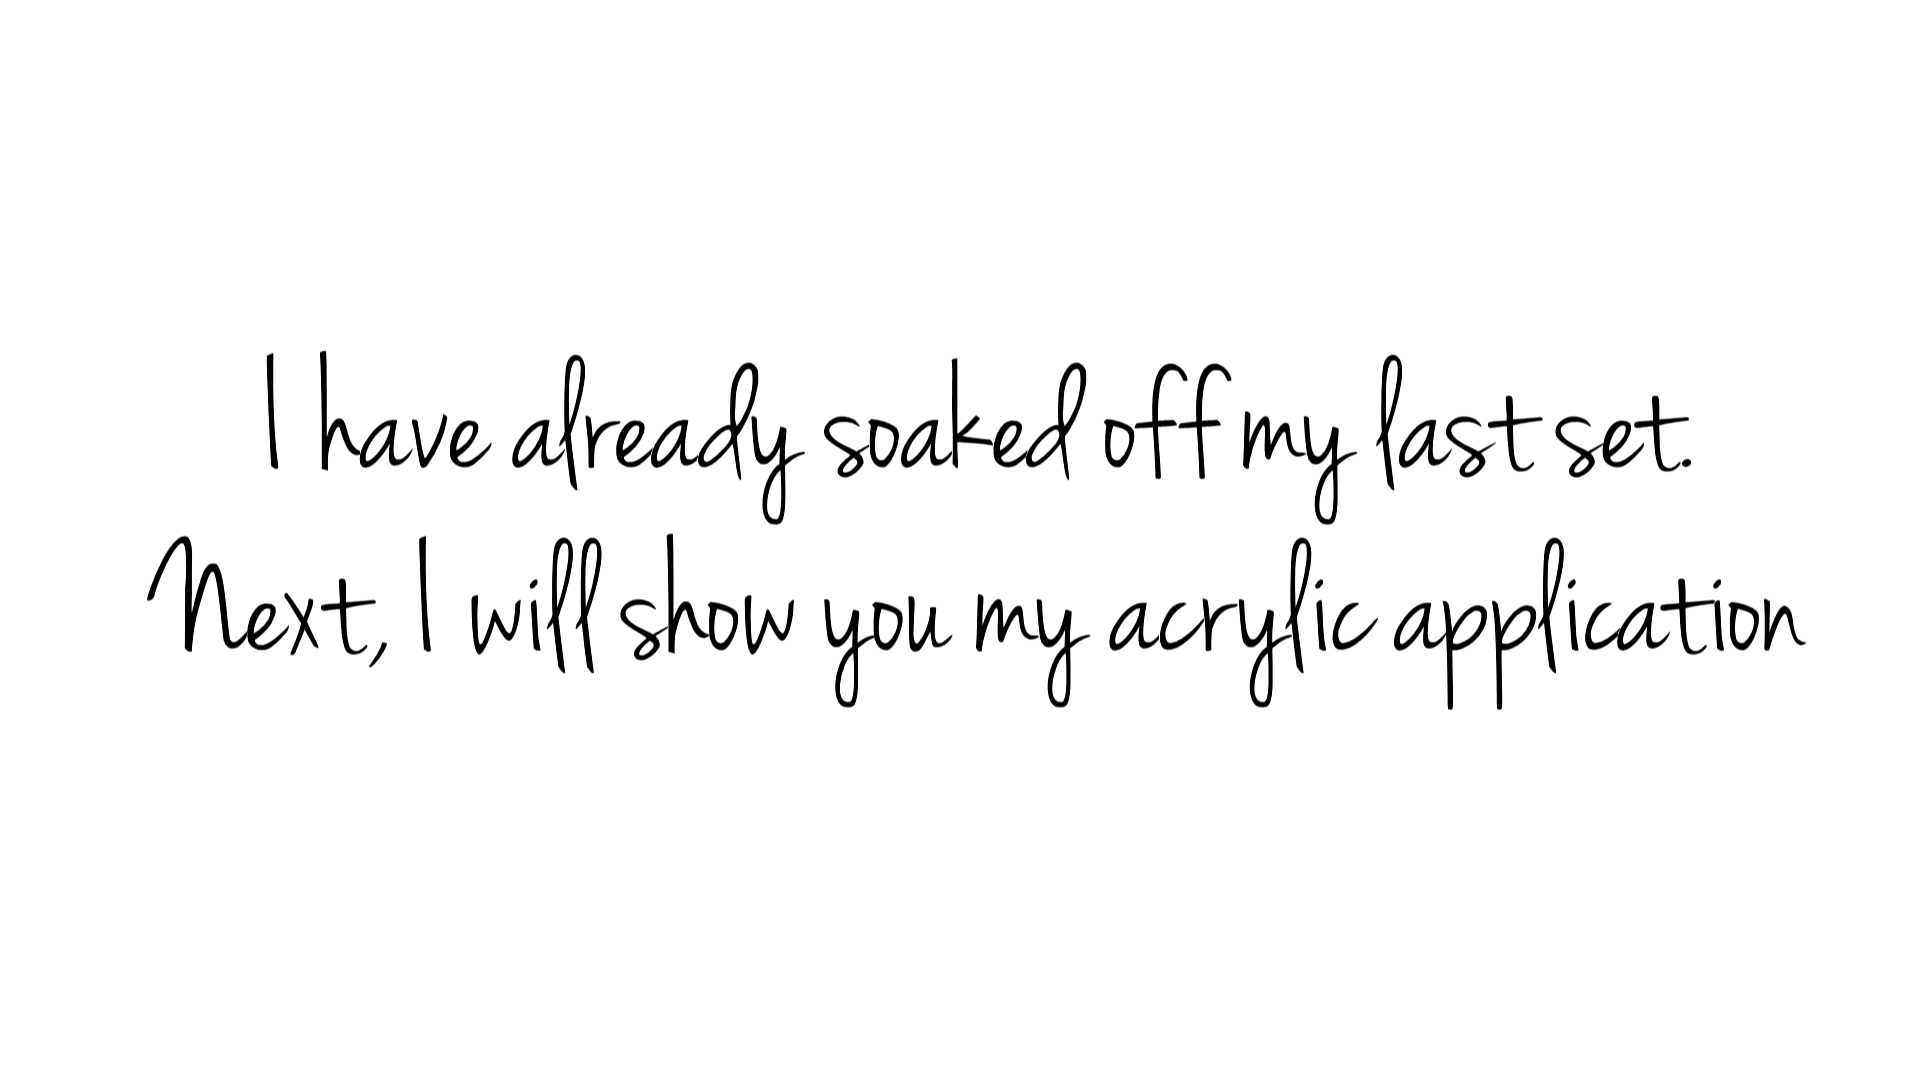 I have already soaked off my last set.
Next, I will show you my acrylic application